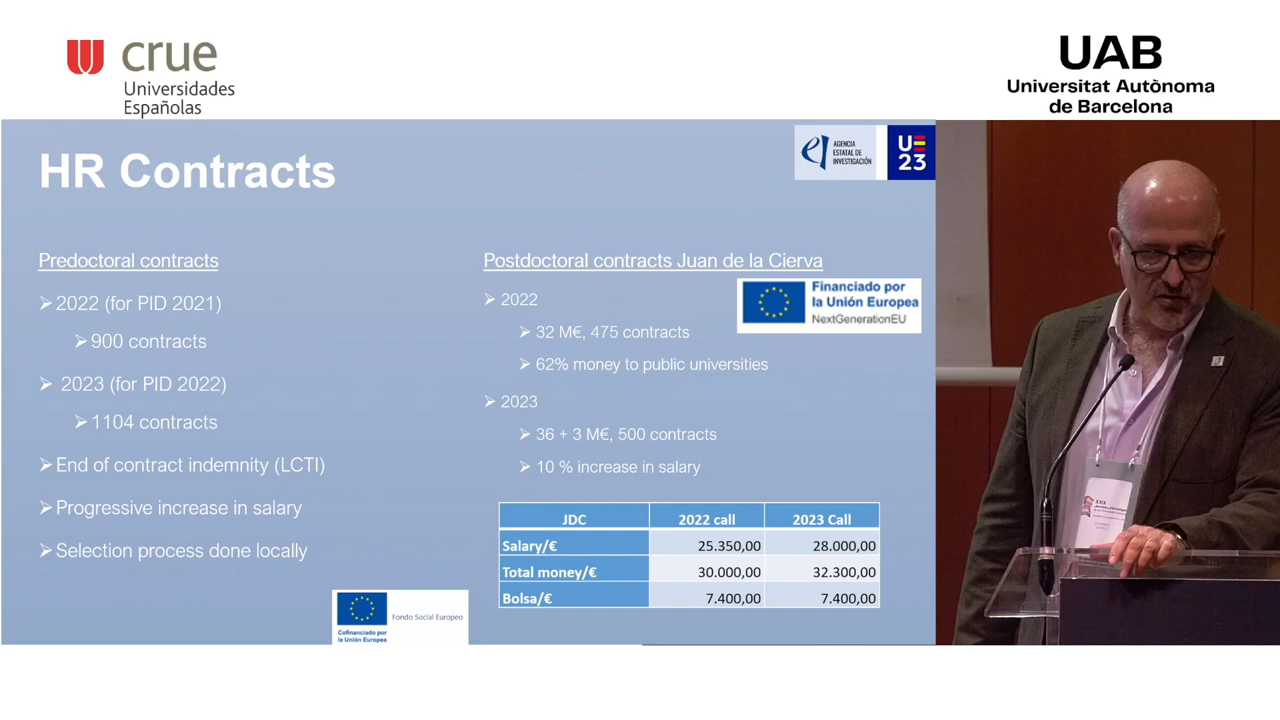 crue
Universidades
Españolas
UAB
Universitat Autònoma
de Barcelona
HR Contracts
AGENCIA
ESTATAL DE
INVESTIGACIÓN
UE
23
Predoctoral contracts
2022 (for PID 2021)
900 contracts
2023 (for PID 2022)
1104 contracts
End of contract indemnity (LCTI)
Progressive increase in salary
Selection process done locally
Cofinanciado por
la Unión Europea
Fondo Social Europeo
Postdoctoral contracts Juan de la Cierva
Financiado por
la Unión Europea
NextGenerationEU
2022
32 M€, 475 contracts
62% money to public universities
2023
36 + 3 M€, 500 contracts
10 % increase in salary
JDC 2022 call 2023 Call
Salary/€ 25.350,00 28.000,00
Total money/€ 30.000,00 32.300,00
Bolsa/€ 7.400,00 7.400,00
XXIX